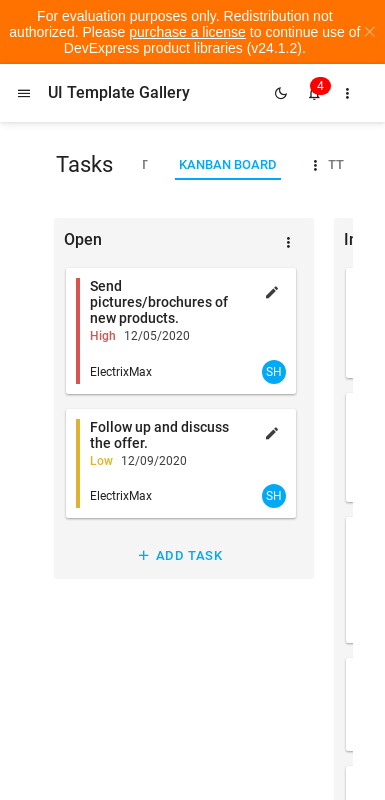 For evaluation purposes only. Redistribution not
authorized. Please purchase a license to continue use of
DevExpress product libraries (v24.1.2).
UI Template Gallery
4
Tasks
KANBAN BOARD
TT
Open
Send
pictures/brochures of
new products.
High 12/05/2020
ElectrixMax
SH
Follow up and discuss
the offer.
Low 12/09/2020
ElectrixMax
SH
+ ADD TASK